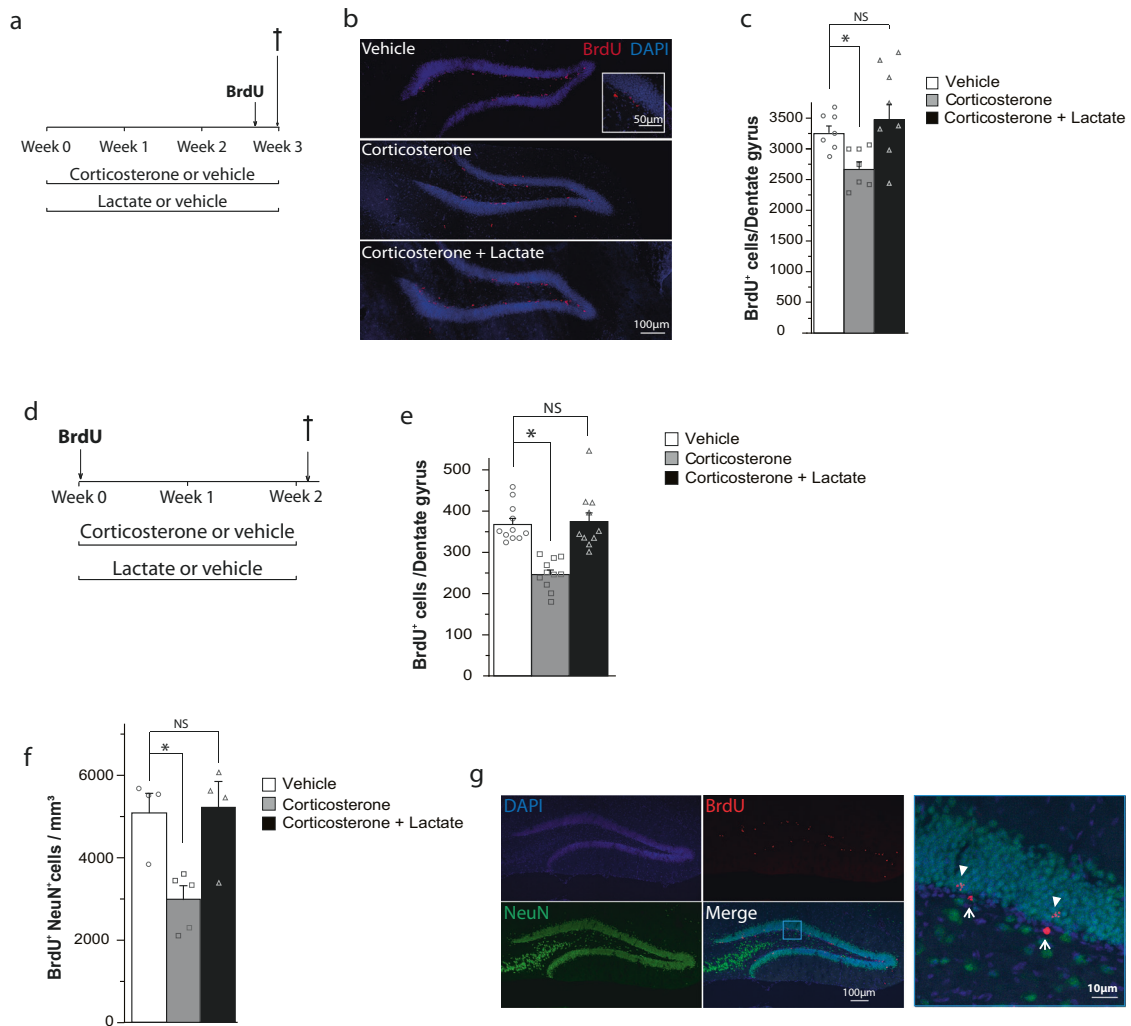 a
†
BrdU
Week 0 Week 1 Week 2 Week 3
Corticosterone or vehicle
Lactate or vehicle
b
Vehicle BrdU DAPI
50µm
Corticosterone
Corticosterone + Lactate
100µm
c
NS
*
BrdU⁺ cells/Dentate gyrus
3500
3000
2500
2000
1500
1000
500
0
Vehicle
Corticosterone
Corticosterone + Lactate
d
†
BrdU
Week 0 Week 1 Week 2
Corticosterone or vehicle
Lactate or vehicle
e
NS
*
BrdU⁺ cells /Dentate gyrus
500
400
300
200
100
0
Vehicle
Corticosterone
Corticosterone + Lactate
f
NS
*
BrdU⁺ NeuN⁺cells / mm³
6000
4000
2000
0
Vehicle
Corticosterone
Corticosterone + Lactate
g
DAPI BrdU
NeuN Merge
100µm
10µm